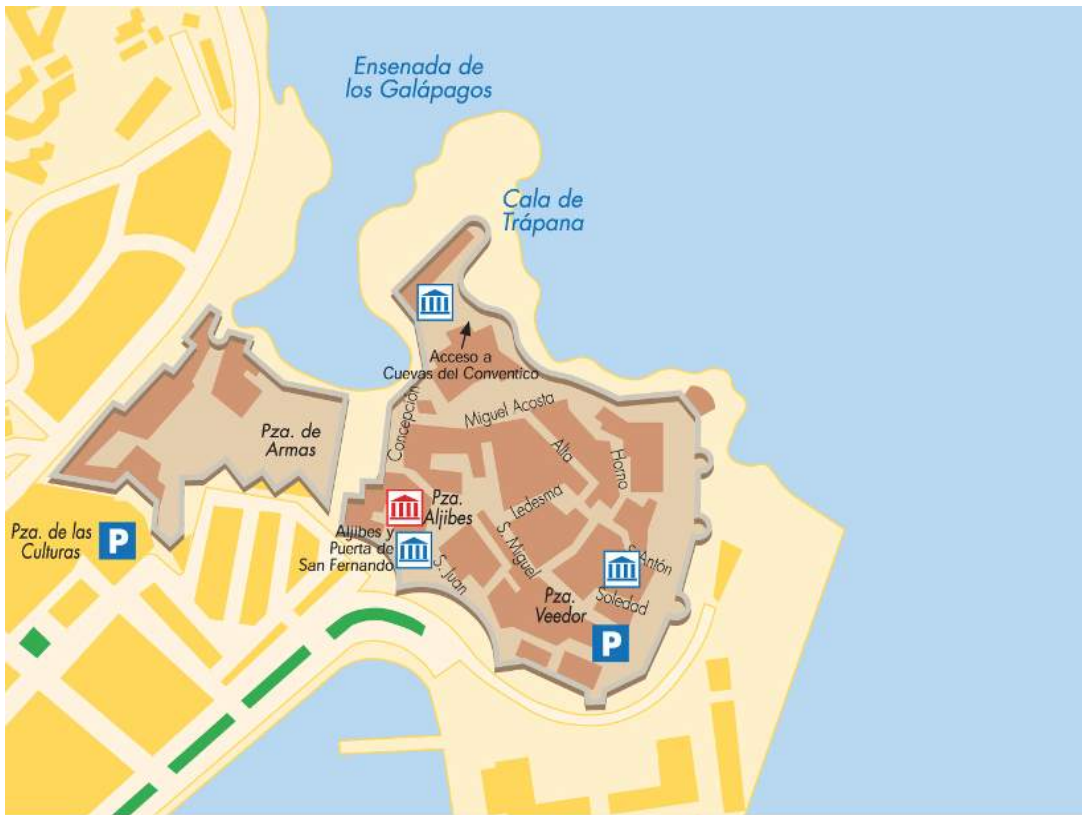 Ensenada de
los Galápagos
Cala de
Trápana
Acceso a
Cuevas del Conventico
Concepción
Miguel Acosta
Pza. de
Armas
Alta
Horno
Pza.
Aljibes
Ledesma
Pza. de las
Culturas
P
Aljibes y
Puerta de
San Fernando
S. Juan
S. Miguel
S. Antón
Soledad
Pza.
Veedor
P